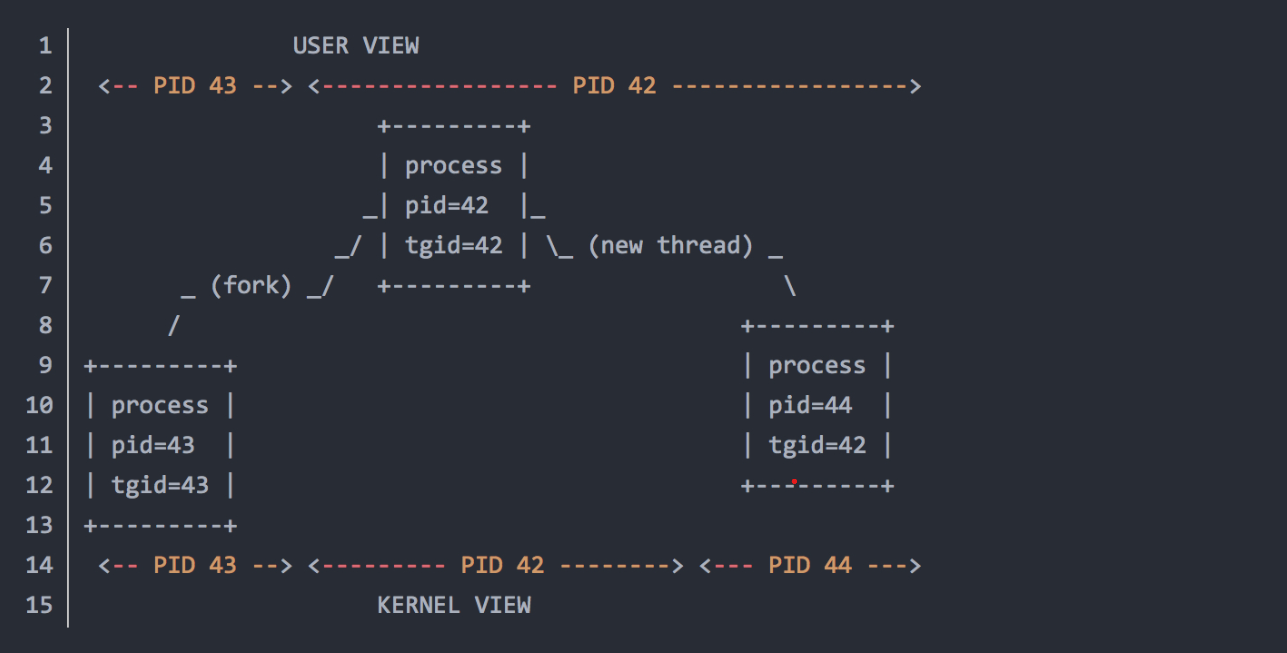 1                 USER VIEW
2   <-- PID 43 --> <----------------- PID 42 ----------------->
3                       +---------+
4                       | process |
5                      _| pid=42  |_
6                    _/ | tgid=42 | \_ (new thread) _
7         _ (fork) _/   +---------+                  \
8        /                                        +---------+
9  +---------+                                    | process |
10 | process |                                    | pid=44  |
11 | pid=43  |                                    | tgid=42 |
12 | tgid=43 |                                    +---------+
13 +---------+
14  <-- PID 43 --> <--------- PID 42 --------> <--- PID 44 --->
15                      KERNEL VIEW